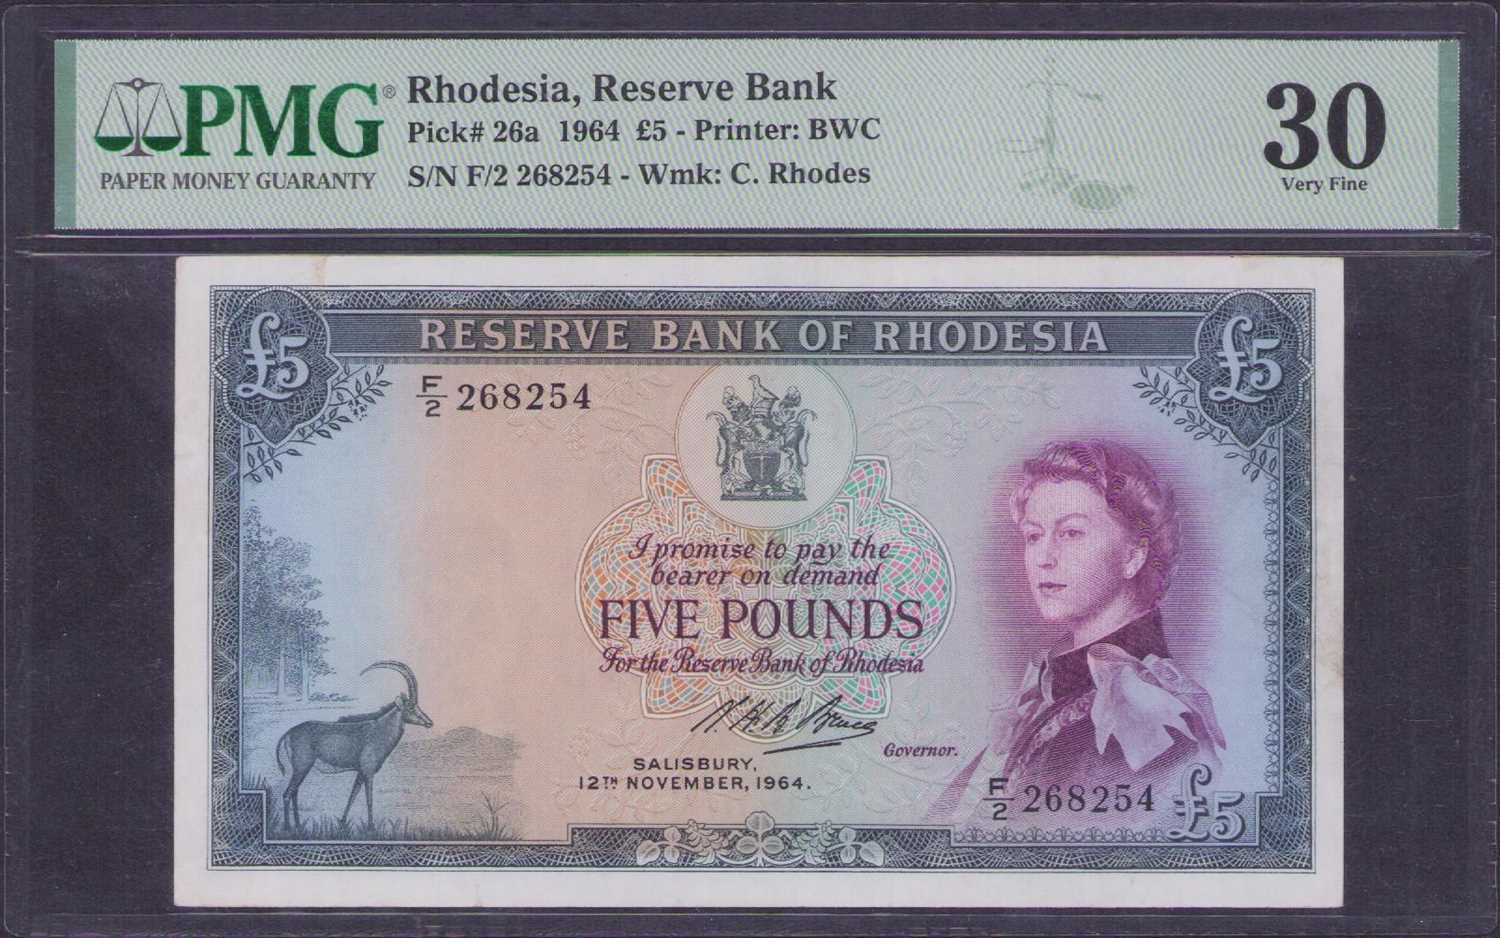 PMG®
PAPER MONEY GUARANTY
Rhodesia, Reserve Bank
Pick# 26a 1964 £5 - Printer: BWC
S/N F/2 268254 - Wmk: C. Rhodes
30
Very Fine
£5
RESERVE BANK OF RHODESIA
£5
F/2 268254
I promise to pay the
bearer on demand
FIVE POUNDS
For the Reserve Bank of Rhodesia
Governor.
SALISBURY,
12TH NOVEMBER, 1964.
F/2 268254
£5